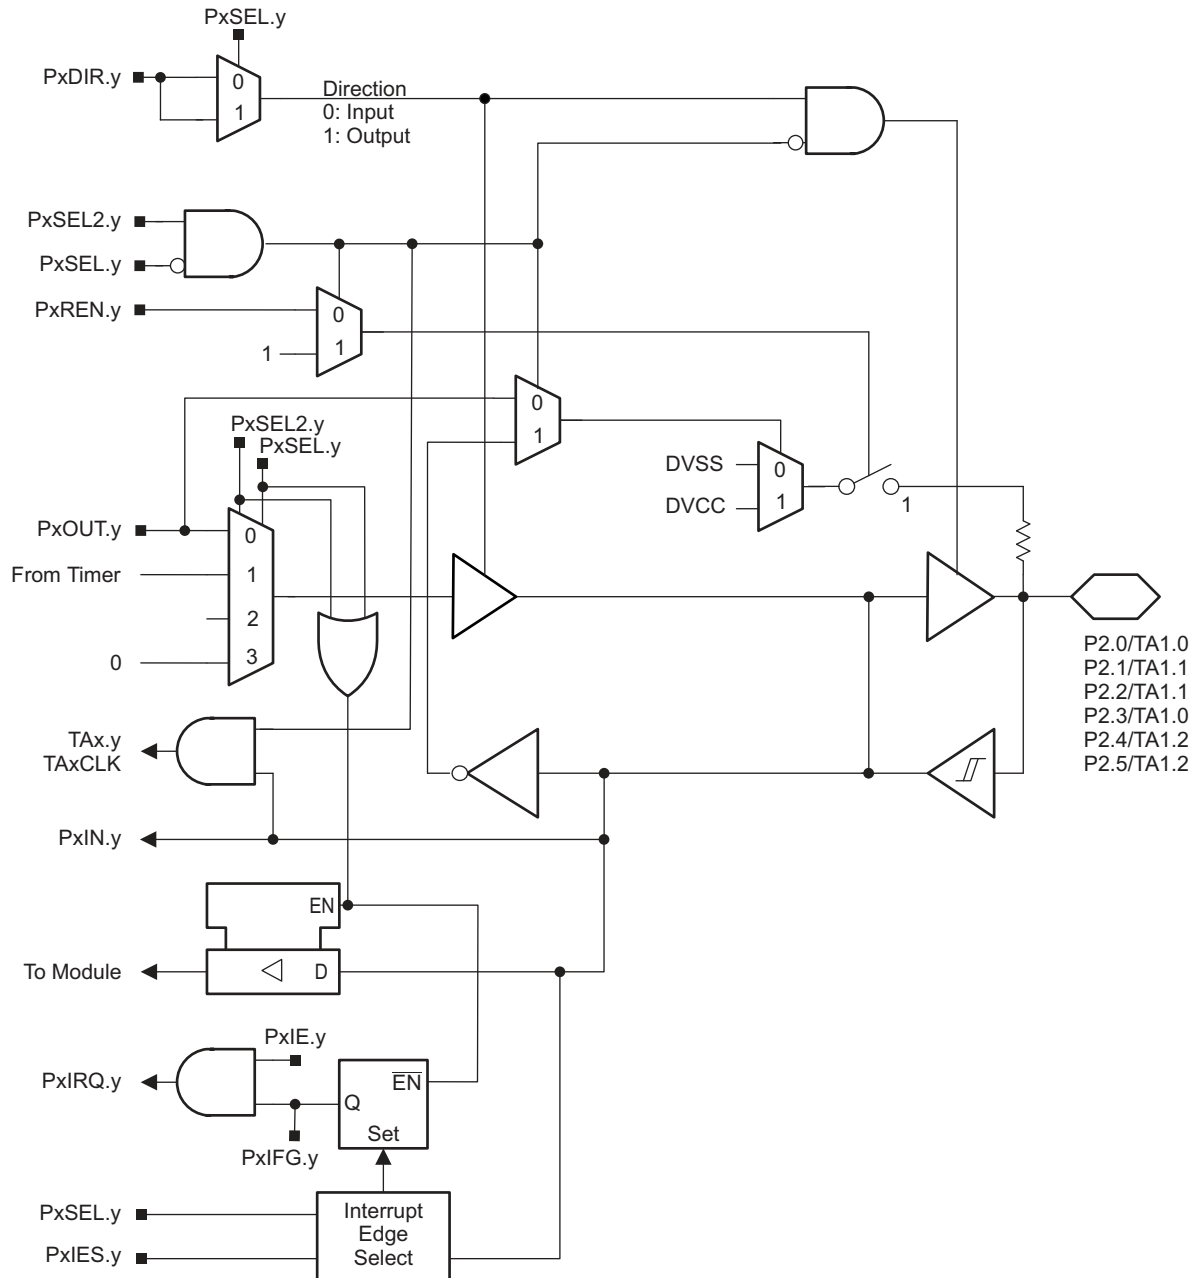 PxSEL.y
PxDIR.y
0
1
Direction
0: Input
1: Output
PxSEL2.y
PxSEL.y
PxREN.y
0
1
1
0
1
PxSEL2.y
PxSEL.y
DVSS
DVCC
0
1
1
PxOUT.y
From Timer
0
0
1
2
3
P2.0/TA1.0
P2.1/TA1.1
P2.2/TA1.1
P2.3/TA1.0
P2.4/TA1.2
P2.5/TA1.2
TAx.y
TAxCLK
PxIN.y
EN
D
To Module
PxIE.y
PxIRQ.y
EN
Q
Set
PxIFG.y
PxSEL.y
PxIES.y
Interrupt
Edge
Select